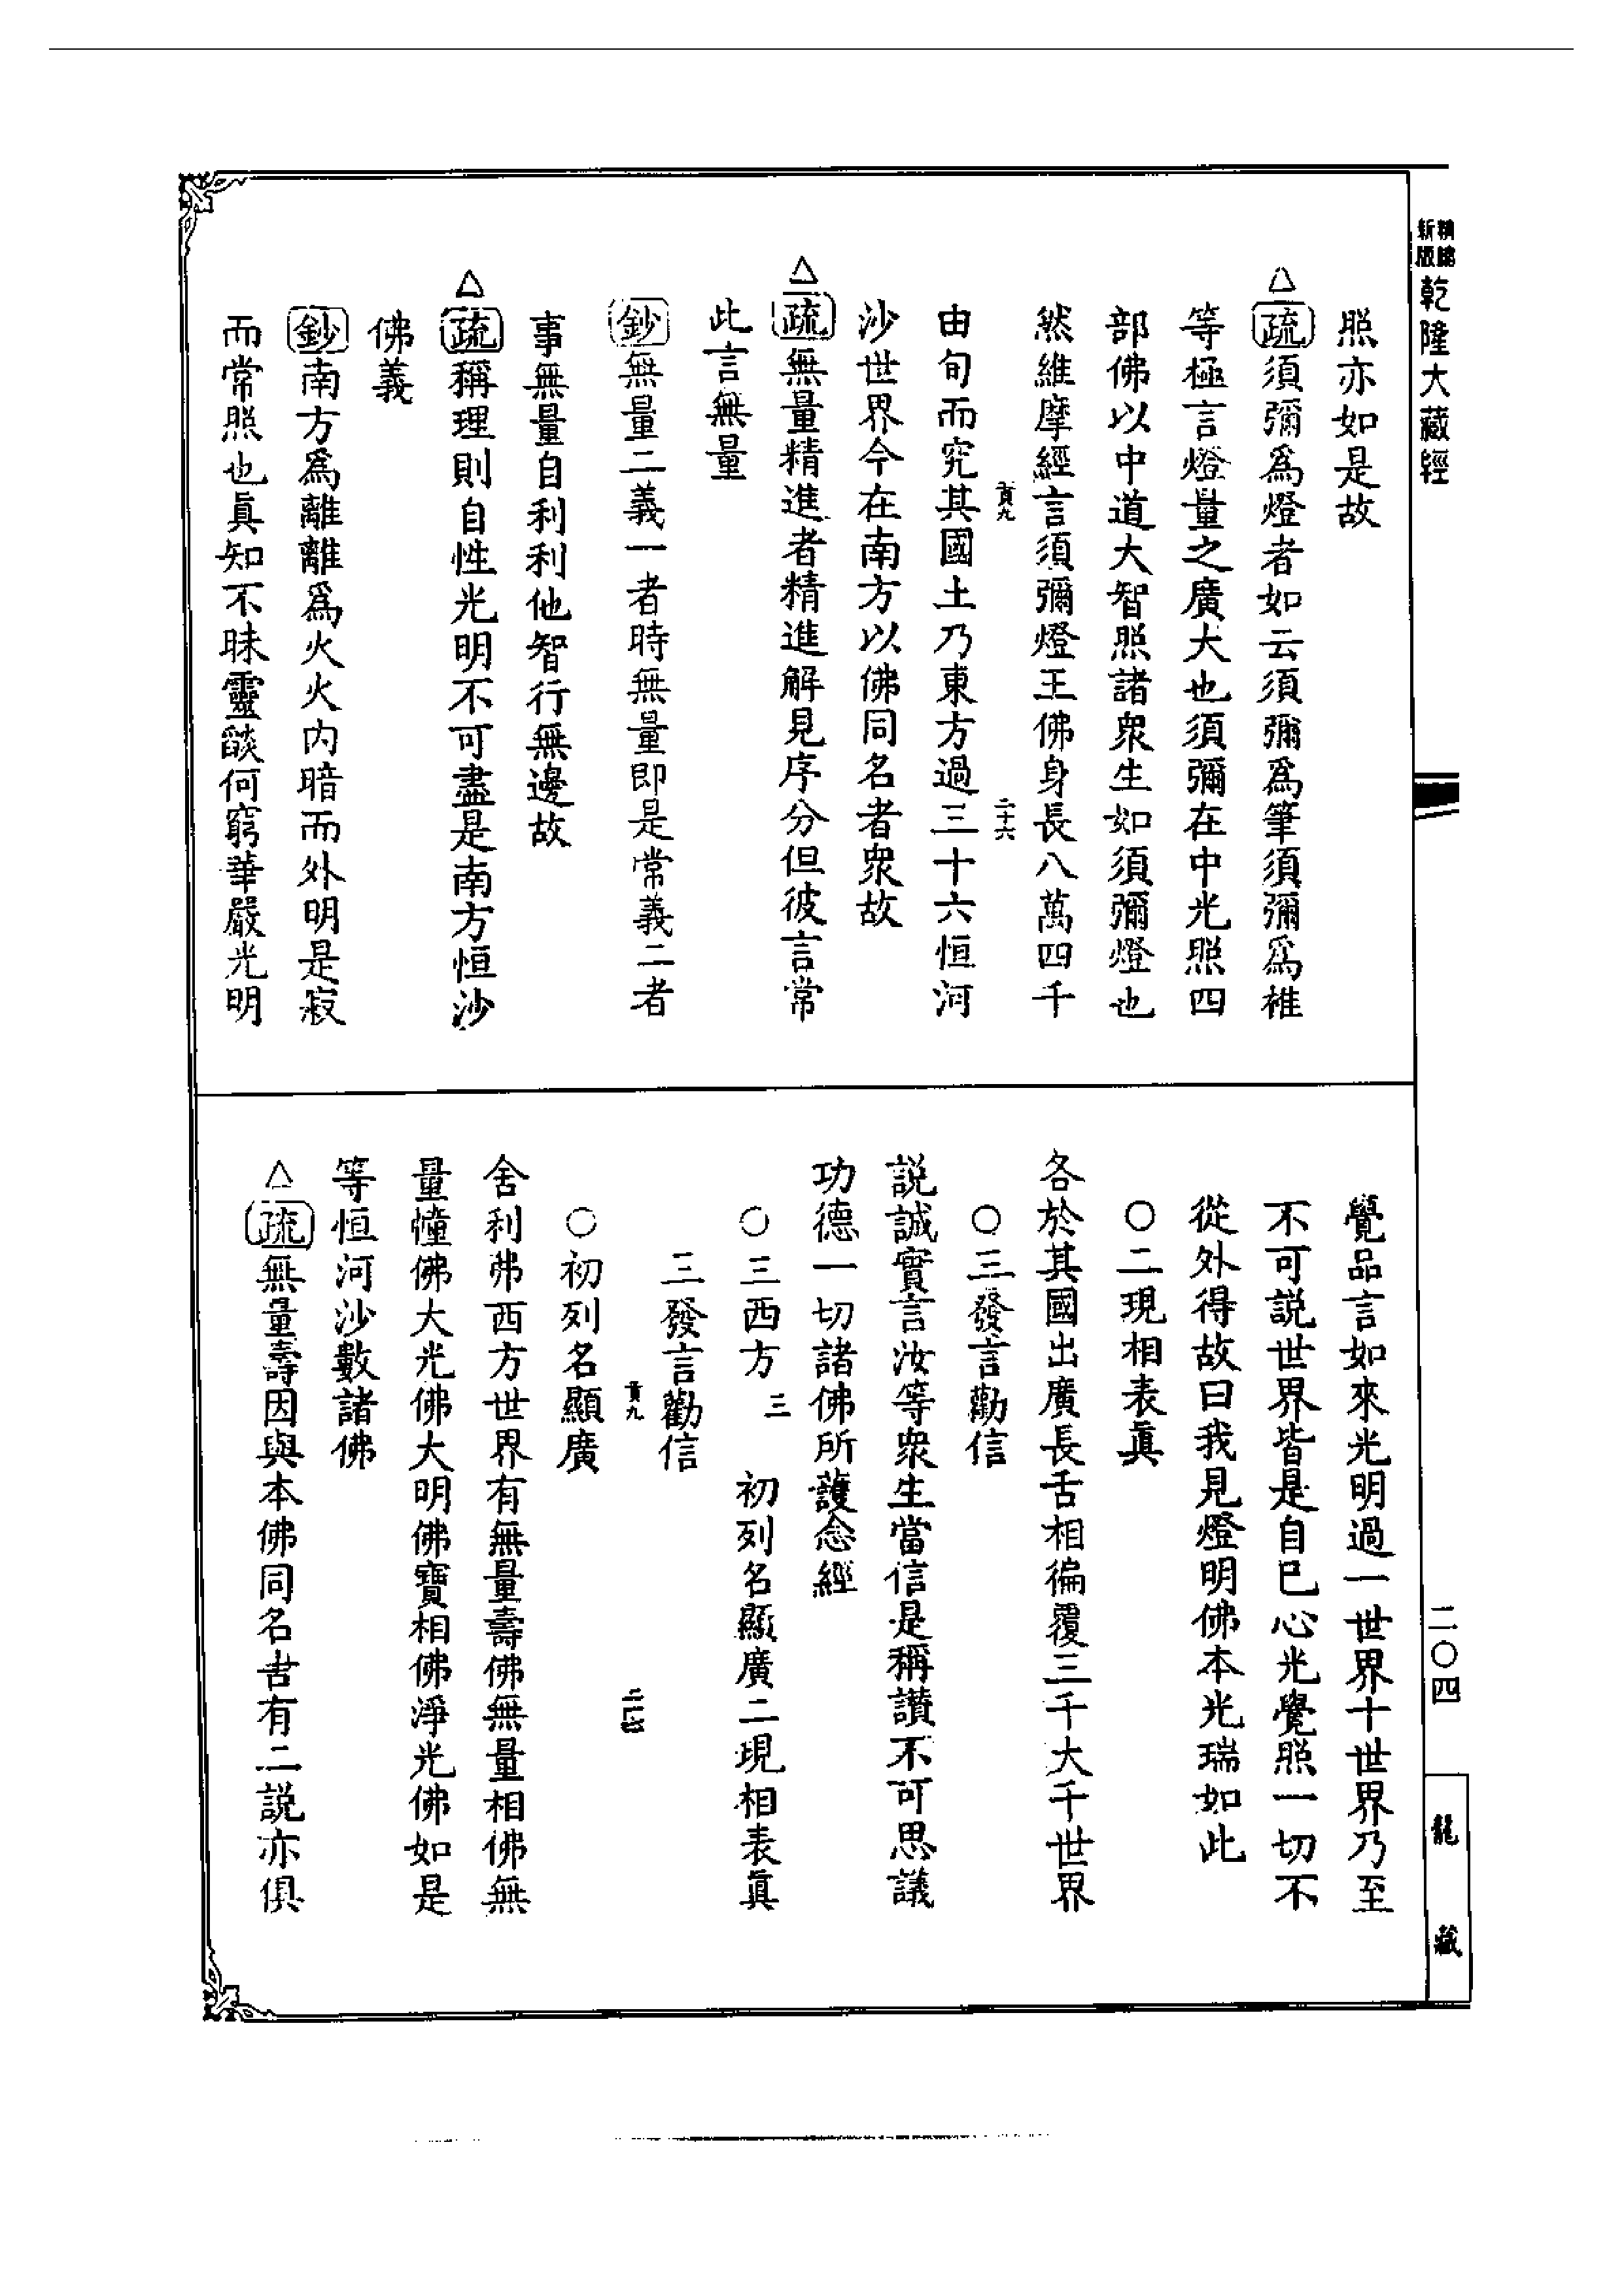 新版
精縮
乾隆大藏經
照亦如是故
△疏須彌爲燈者如云須彌爲筆須彌爲椎
等極言燈量之廣大也須彌在中光照四
部佛以中道大智照諸衆生如須彌燈也
然維摩經言須彌燈王佛身長八萬四千
貢九
二十六
由旬而究其國土乃東方過三十六恒河
沙世界今在南方以佛同名者衆故
△疏無量精進者精進解見序分但彼言常
此言無量
鈔無量二義一者時無量即是常義二者
事無量自利利他智行無邊故
△疏稱理則自性光明不可盡是南方恒沙
佛義
鈔南方爲離離爲火火内暗而外明是寂
而常照也眞知不昧靈燄何窮華嚴光明
覺品言如來光明過一世界十世界乃至
不可説世界皆是自巳心光覺照一切不
從外得故曰我見燈明佛本光瑞如此
○二現相表眞
各於其國出廣長舌相徧覆三千大千世界
○三發言勸信
説誠實言汝等衆生當信是稱讚不可思議
功德一切諸佛所護念經
○三西方 三 初列名顯廣二現相表眞
三發言勸信
貢九
○初列名顯廣
舍利弗西方世界有無量壽佛無量相佛無
量幢佛大光佛大明佛寶相佛淨光佛如是
等恒河沙數諸佛
△疏無量壽因與本佛同名古有二説亦俱
二〇四
龍藏